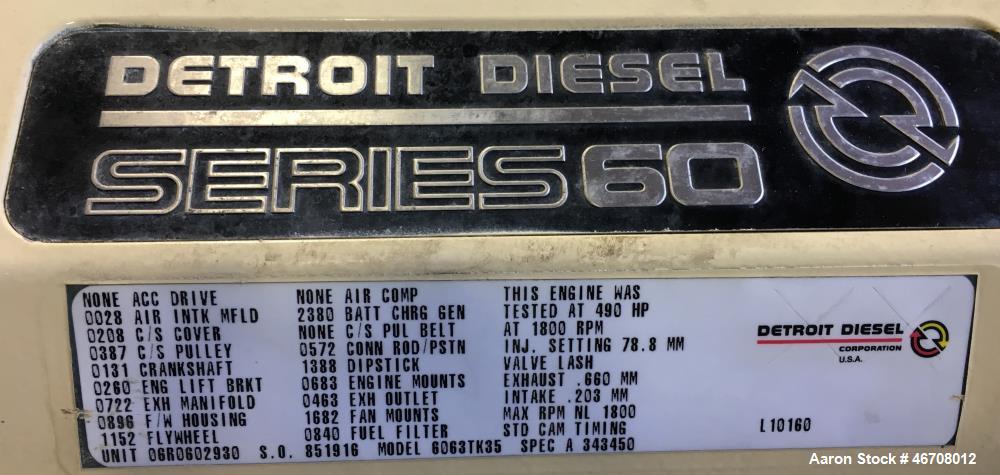 DETROIT DIESEL
SERIES 60
NONE ACC DRIVE
0028 AIR INTK MFLD
0208 C/S COVER
0387 C/S PULLEY
0131 CRANKSHAFT
0260 ENG LIFT BRKT
0722 EXH MANIFOLD
0896 F/W HOUSING
1152 FLYWHEEL
NONE AIR COMP
2380 BATT CHRG GEN
NONE C/S PUL BELT
0572 CONN ROD/PSTN
1388 DIPSTICK
0683 ENGINE MOUNTS
0463 EXH OUTLET
1682 FAN MOUNTS
0840 FUEL FILTER
THIS ENGINE WAS
TESTED AT 490 HP
AT 1800 RPM
INJ. SETTING 78.8 MM
VALVE LASH
EXHAUST .660 MM
INTAKE .203 MM
MAX RPM NL 1800
STD CAM TIMING
UNIT 06R0602930 S.O. 851916 MODEL 6063TK35 SPEC A 343450
DETROIT DIESEL
CORPORATION
U.S.A.
L10160
Aaron Stock # 46708012